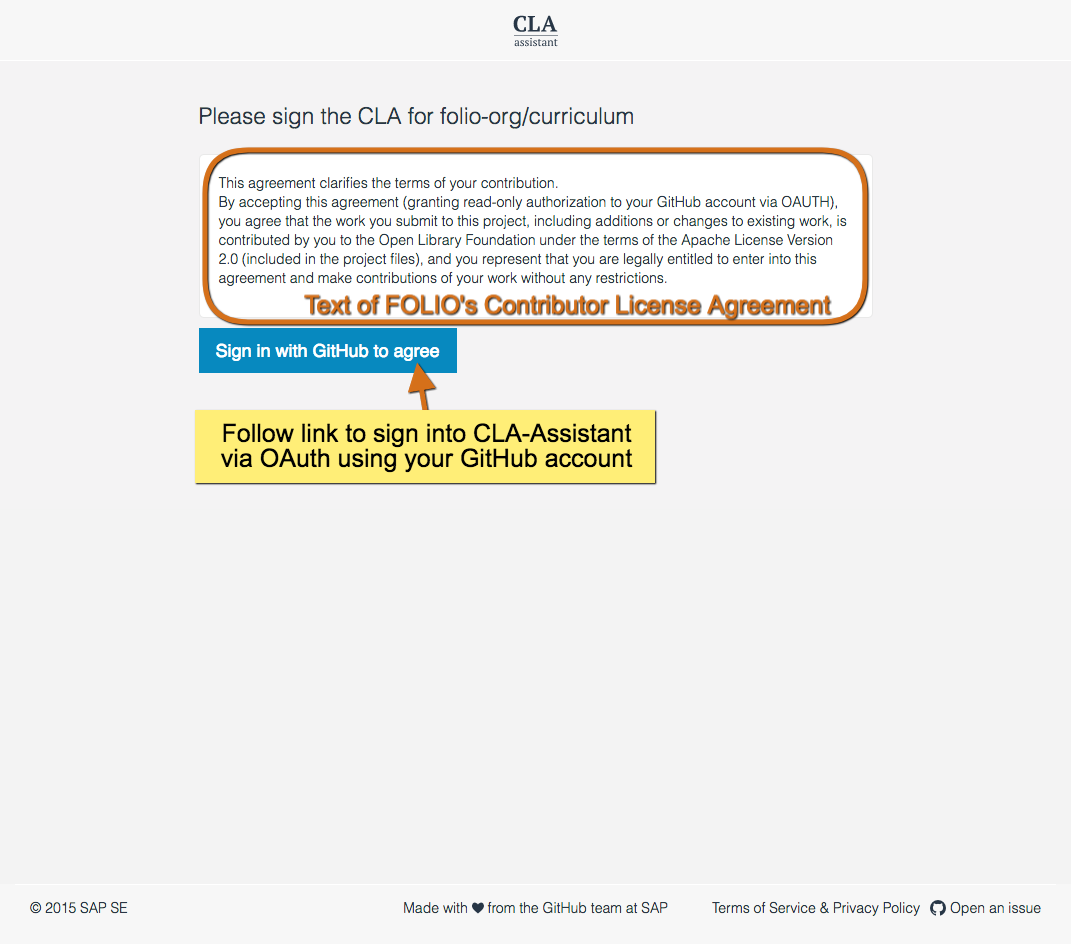 CLA
assistant
Please sign the CLA for folio-org/curriculum
This agreement clarifies the terms of your contribution.
By accepting this agreement (granting read-only authorization to your GitHub account via OAUTH),
you agree that the work you submit to this project, including additions or changes to existing work, is
contributed by you to the Open Library Foundation under the terms of the Apache License Version
2.0 (included in the project files), and you represent that you are legally entitled to enter into this
agreement and make contributions of your work without any restrictions.
Text of FOLIO's Contributor License Agreement
Sign in with GitHub to agree
Follow link to sign into CLA-Assistant
via OAuth using your GitHub account
© 2015 SAP SE Made with ♥ from the GitHub team at SAP Terms of Service & Privacy Policy Open an issue